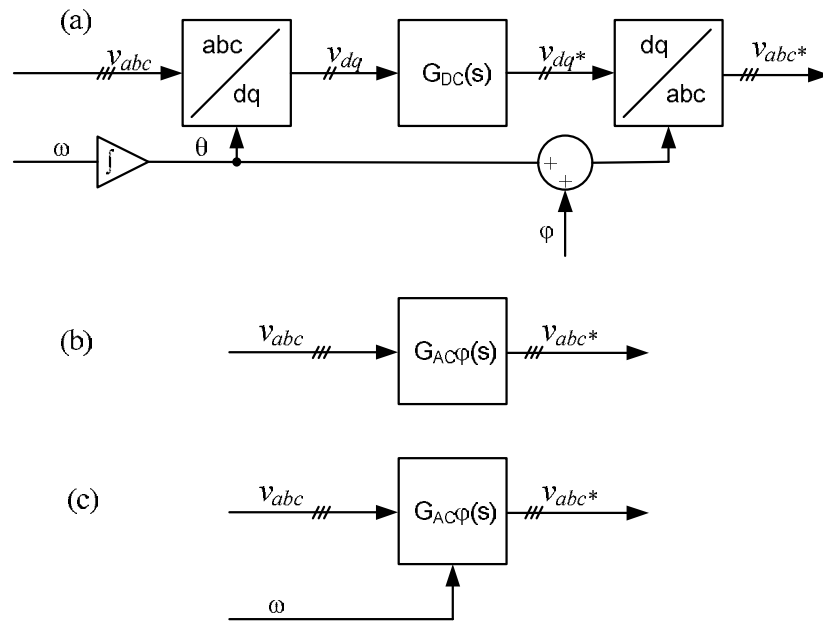 (a)
v_abc
abc
dq
v_dq
G_DC(s)
v_dq*
dq
abc
v_abc*
ω
∫
θ
+
+
φ
(b)
v_abc
G_ACφ(s)
v_abc*
(c)
v_abc
G_ACφ(s)
v_abc*
ω